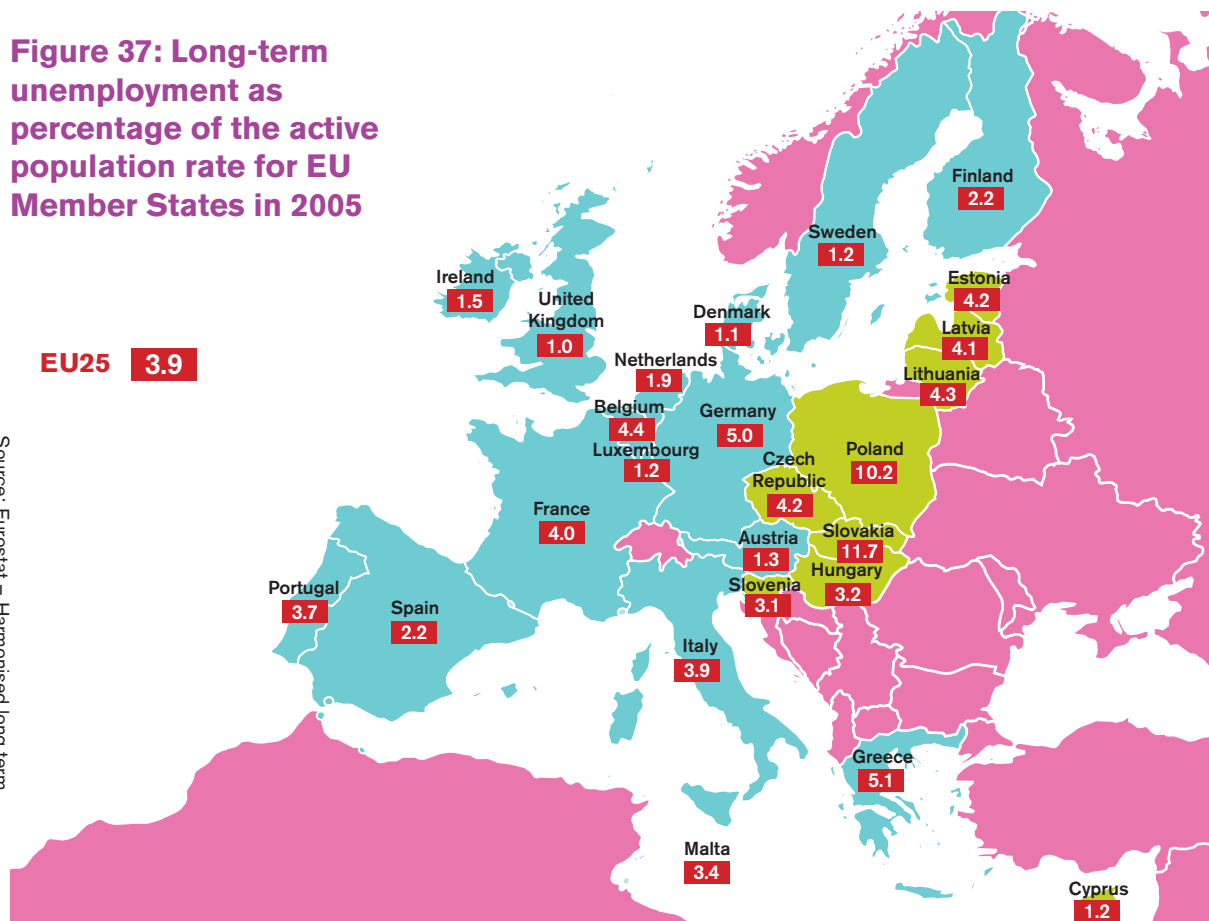 Figure 37: Long-term
unemployment as
percentage of the active
population rate for EU
Member States in 2005
EU25 3.9
Finland
2.2
Sweden
1.2
Estonia
4.2
Latvia
4.1
Lithuania
4.3
Ireland
1.5
United
Kingdom
1.0
Denmark
1.1
Netherlands
1.9
Belgium
4.4
Luxembourg
1.2
Germany
5.0
Poland
10.2
Czech
Republic
4.2
France
4.0
Austria
1.3
Slovakia
11.7
Hungary
3.2
Slovenia
3.1
Portugal
3.7
Spain
2.2
Italy
3.9
Greece
5.1
Malta
3.4
Cyprus
1.2
Source: Eurostat – Harmonised long-term